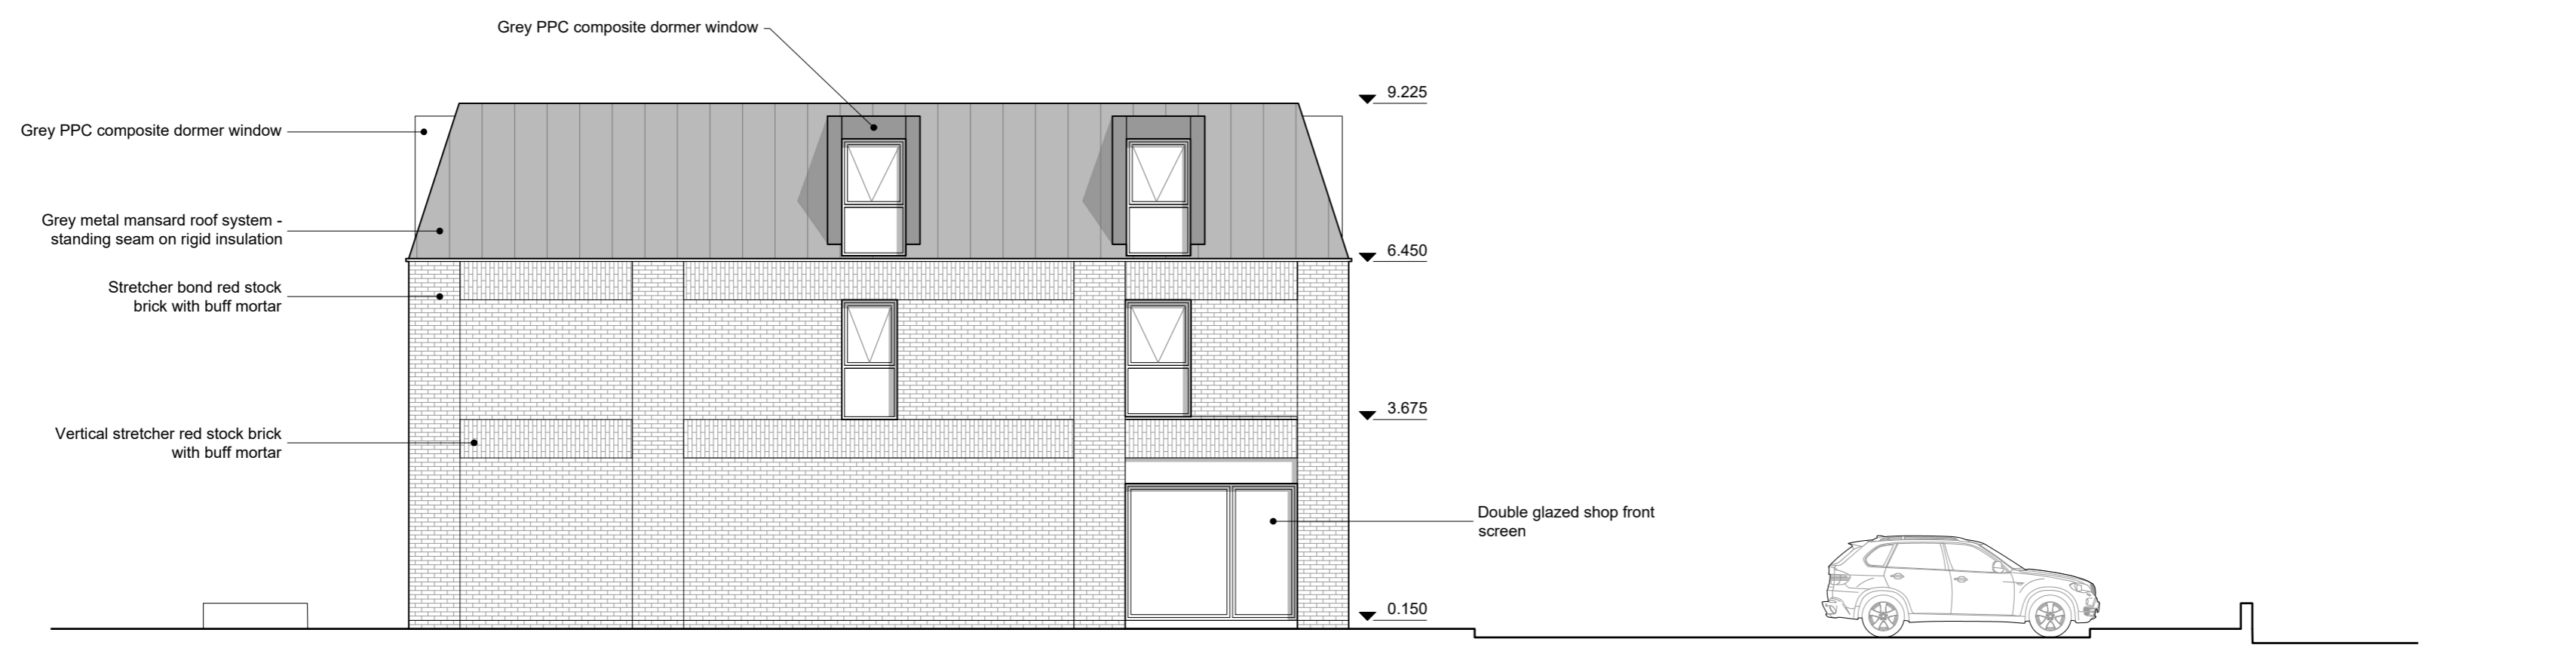 Grey PPC composite dormer window
9.225
Grey PPC composite dormer window
Grey metal mansard roof system -
standing seam on rigid insulation
6.450
Stretcher bond red stock
brick with buff mortar
3.675
Vertical stretcher red stock brick
with buff mortar
Double glazed shop front
screen
0.150